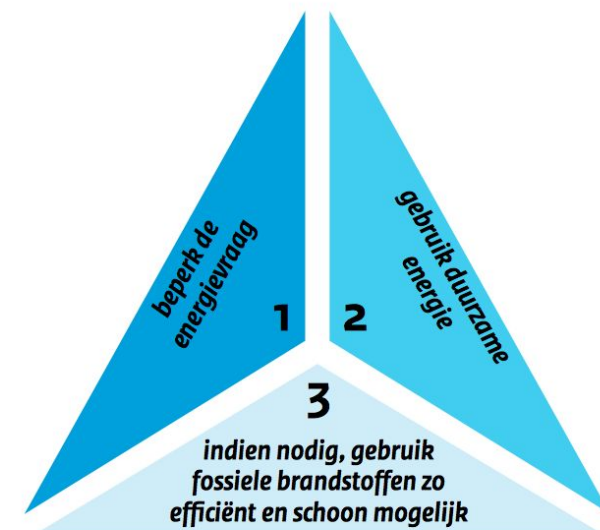 beperk de
energievraag
1
gebruik duurzame
energie
2
3
indien nodig, gebruik
fossiele brandstoffen zo
efficiënt en schoon mogelijk